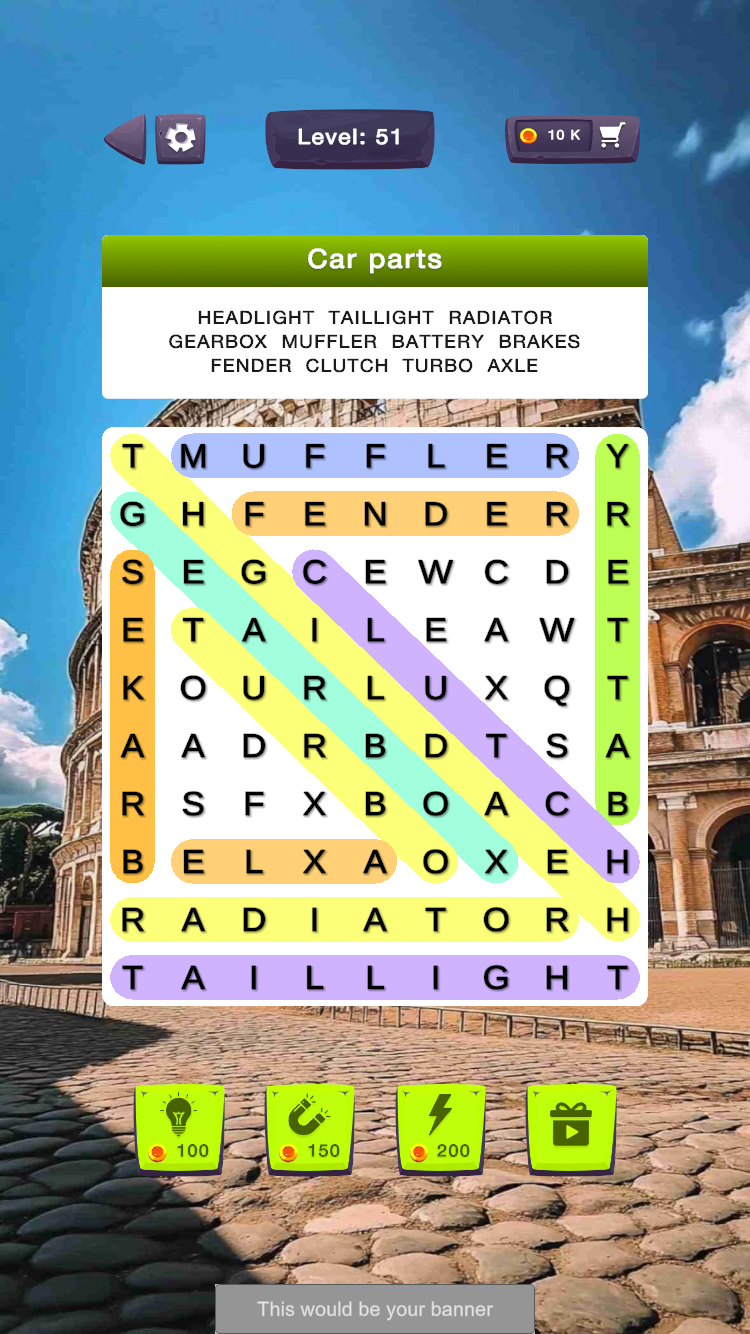 Level: 51
10 K
Car parts
HEADLIGHT TAILLIGHT RADIATOR
GEARBOX MUFFLER BATTERY BRAKES
FENDER CLUTCH TURBO AXLE
T M U F F L E R Y
G H F E N D E R R
S E G C E W C D E
E T A I L E A W T
K O U R L U X Q T
A A D R B D T S A
R S F X B O A C B
B E L X A O X E H
R A D I A T O R H
T A I L L I G H T
100 150 200
This would be your banner